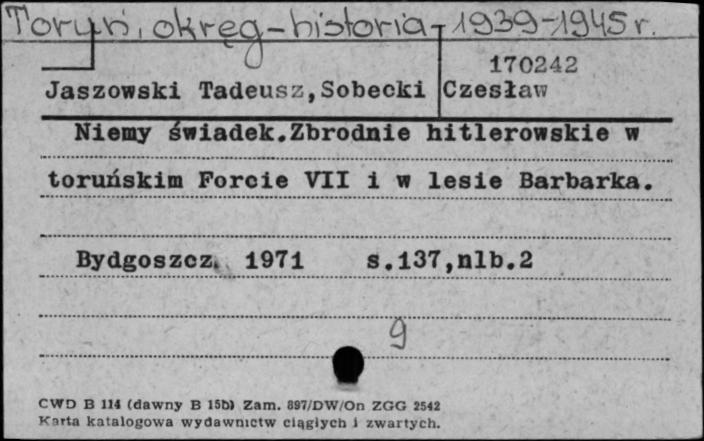 Toruń, okręg-historia-1939-1945 r.
170242
Jaszowski Tadeusz,Sobecki Czesław
Niemy świadek.Zbrodnie hitlerowskie w
toruńskim Forcie VII i w lesie Barbarka.
Bydgoszcz 1971 s.137,nlb.2
9
CWD B 114 (dawny B 15b) Zam. 897/DW/On ZGG 2542
Karta katalogowa wydawnictw ciągłych i zwartych.